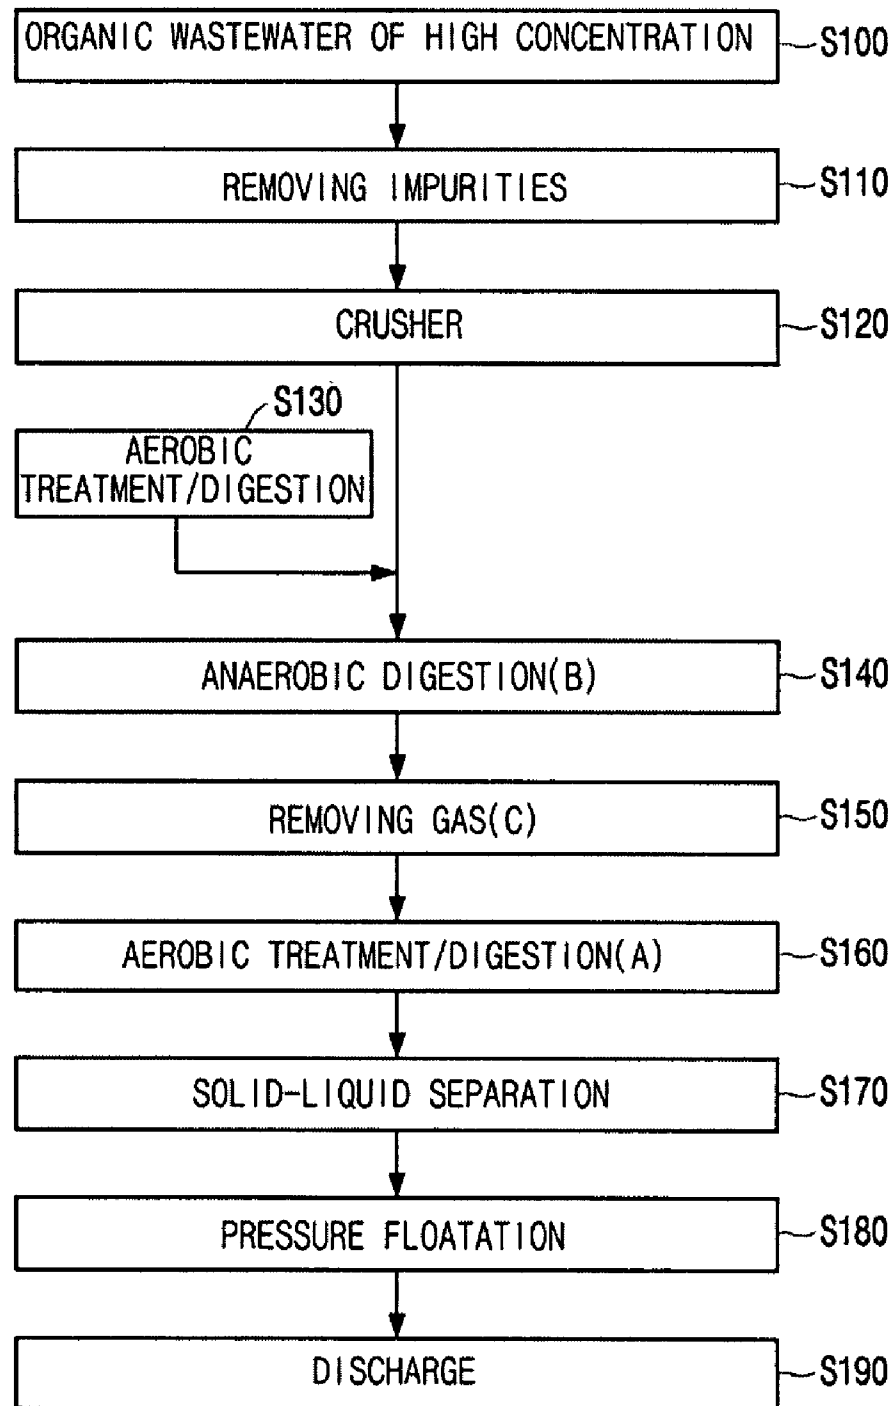 ORGANIC WASTEWATER OF HIGH CONCENTRATION S100
REMOVING IMPURITIES S110
CRUSHER S120
S130
AEROBIC
TREATMENT/DIGESTION
ANAEROBIC DIGESTION(B) S140
REMOVING GAS(C) S150
AEROBIC TREATMENT/DIGESTION(A) S160
SOLID-LIQUID SEPARATION S170
PRESSURE FLOATATION S180
DISCHARGE S190